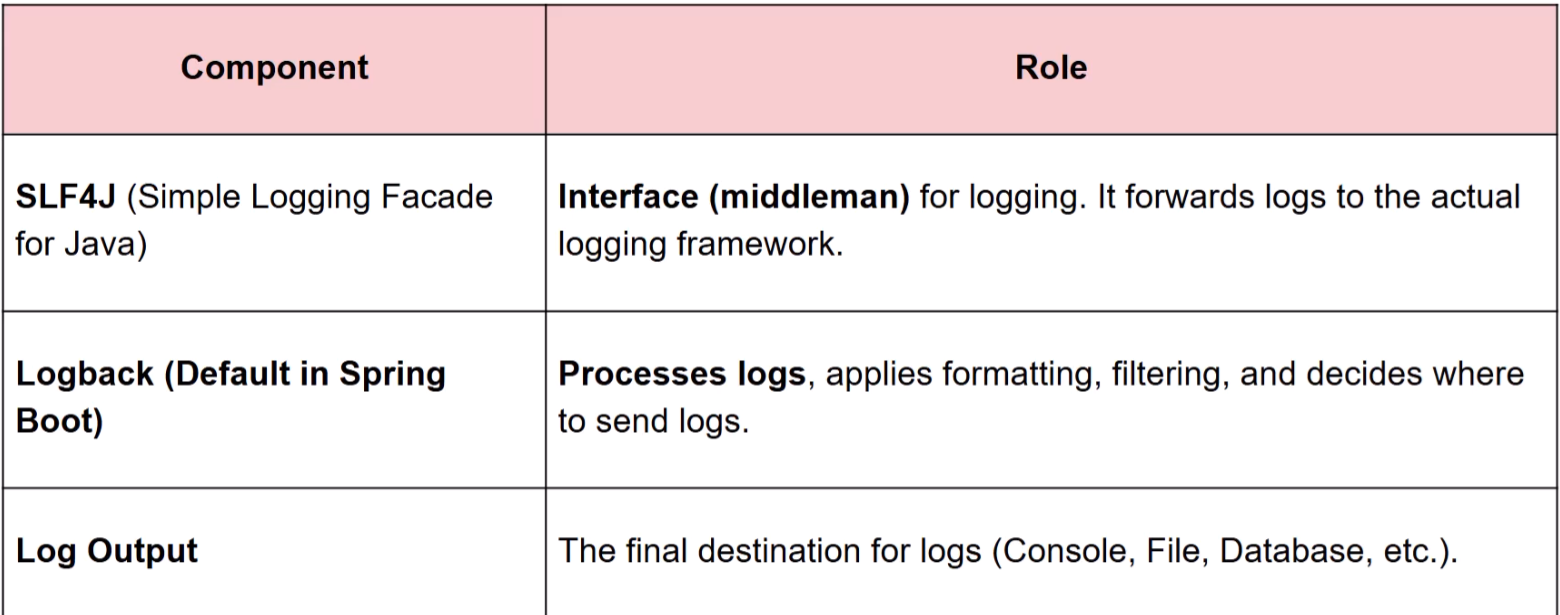 Component
Role
SLF4J (Simple Logging Facade
for Java)
Interface (middleman) for logging. It forwards logs to the actual
logging framework.
Logback (Default in Spring
Boot)
Processes logs, applies formatting, filtering, and decides where
to send logs.
Log Output
The final destination for logs (Console, File, Database, etc.).